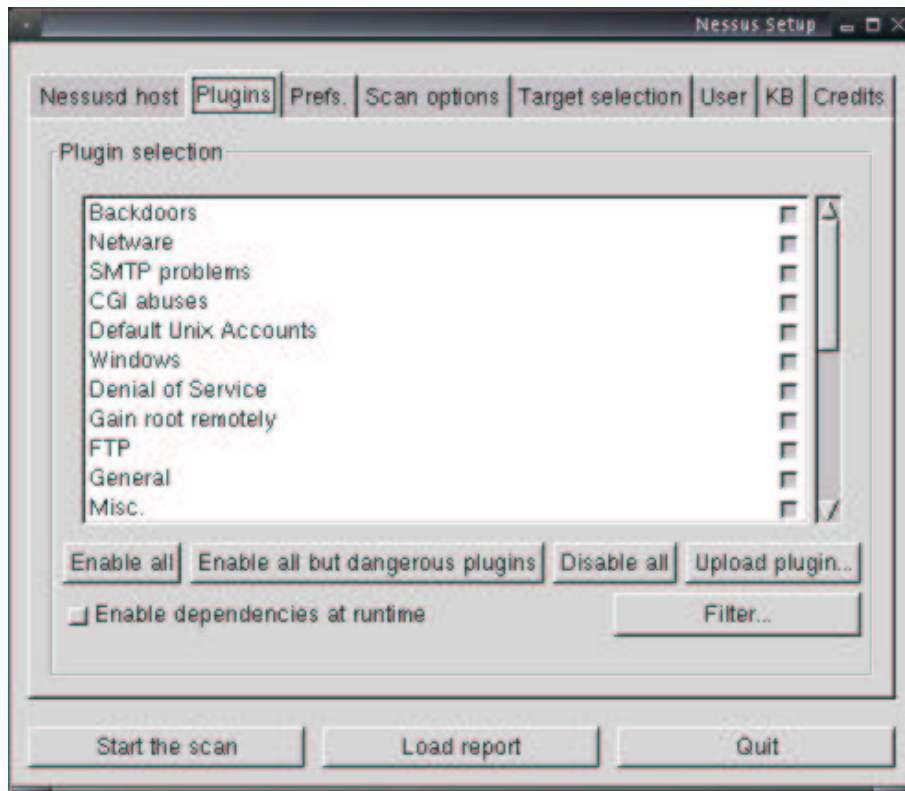 Nessus Setup
Nessusd host Plugins Prefs. Scan options Target selection User KB Credits
Plugin selection
Backdoors
Netware
SMTP problems
CGI abuses
Default Unix Accounts
Windows
Denial of Service
Gain root remotely
FTP
General
Misc.
Enable all Enable all but dangerous plugins Disable all Upload plugin...
Enable dependencies at runtime Filter...
Start the scan Load report Quit